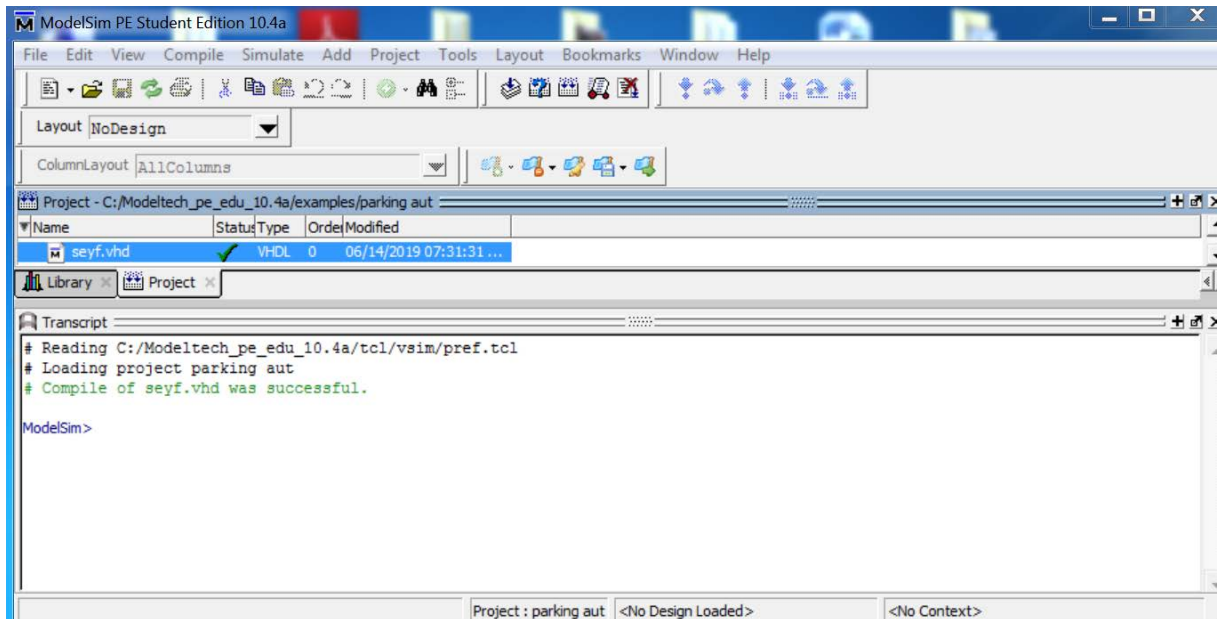 ModelSim PE Student Edition 10.4a
File Edit View Compile Simulate Add Project Tools Layout Bookmarks Window Help
Layout NoDesign
ColumnLayout AllColumns
Project - C:/Modeltech_pe_edu_10.4a/examples/parking aut
Name Status Type Order Modified
seyf.vhd VHDL 0 06/14/2019 07:31:31 ...
Library Project
Transcript
# Reading C:/Modeltech_pe_edu_10.4a/tcl/vsim/pref.tcl
# Loading project parking aut
# Compile of seyf.vhd was successful.
ModelSim>
Project : parking aut <No Design Loaded> <No Context>